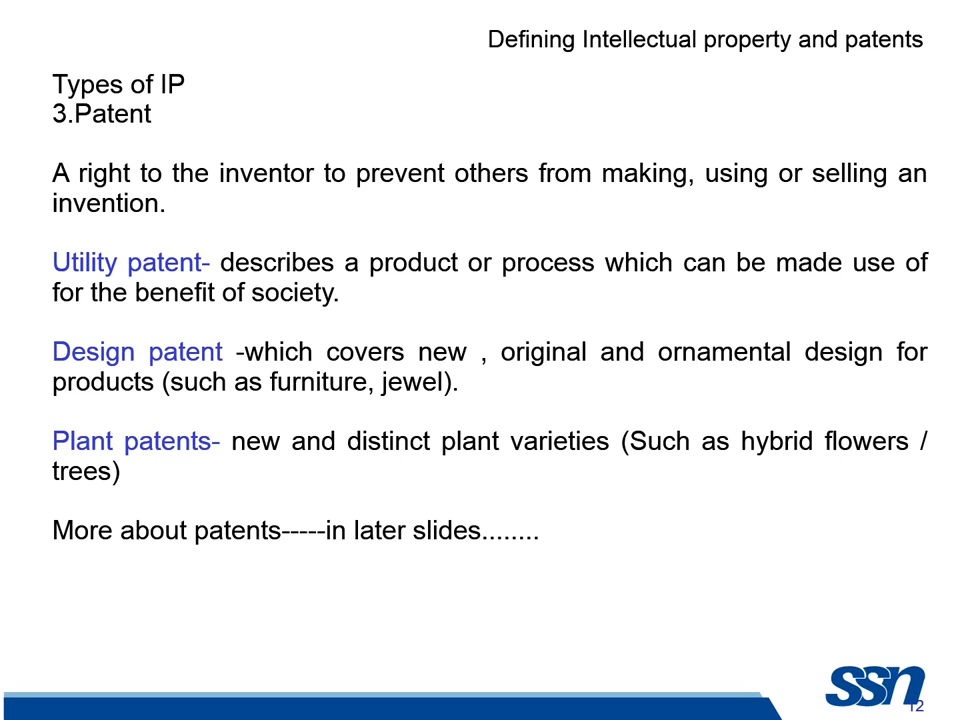 Defining Intellectual property and patents
Types of IP
3.Patent
A right to the inventor to prevent others from making, using or selling an
invention.
Utility patent- describes a product or process which can be made use of
for the benefit of society.
Design patent -which covers new , original and ornamental design for
products (such as furniture, jewel).
Plant patents- new and distinct plant varieties (Such as hybrid flowers /
trees)
More about patents-----in later slides........
ssn
12